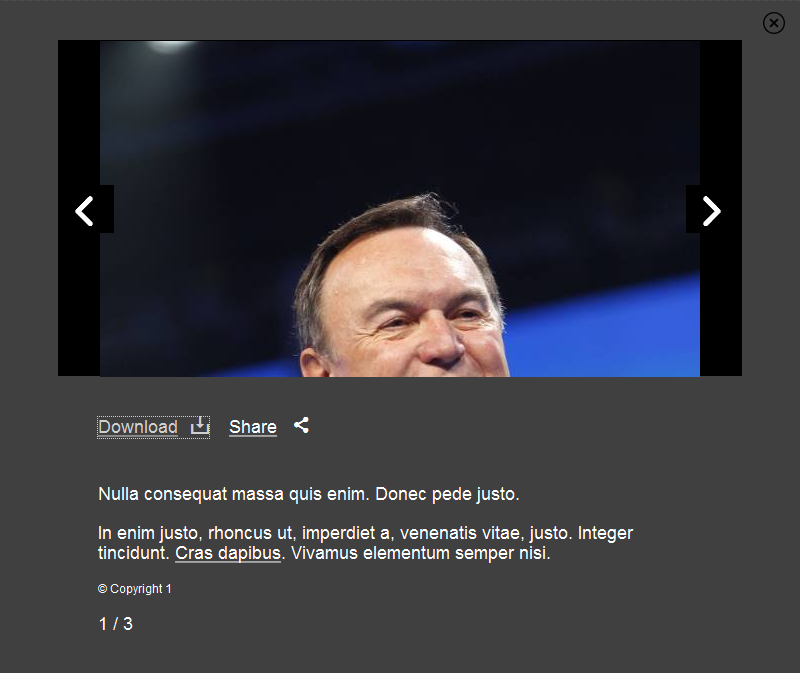 Download Share
Nulla consequat massa quis enim. Donec pede justo.
In enim justo, rhoncus ut, imperdiet a, venenatis vitae, justo. Integer
tincidunt. Cras dapibus. Vivamus elementum semper nisi.
© Copyright 1
1 / 3